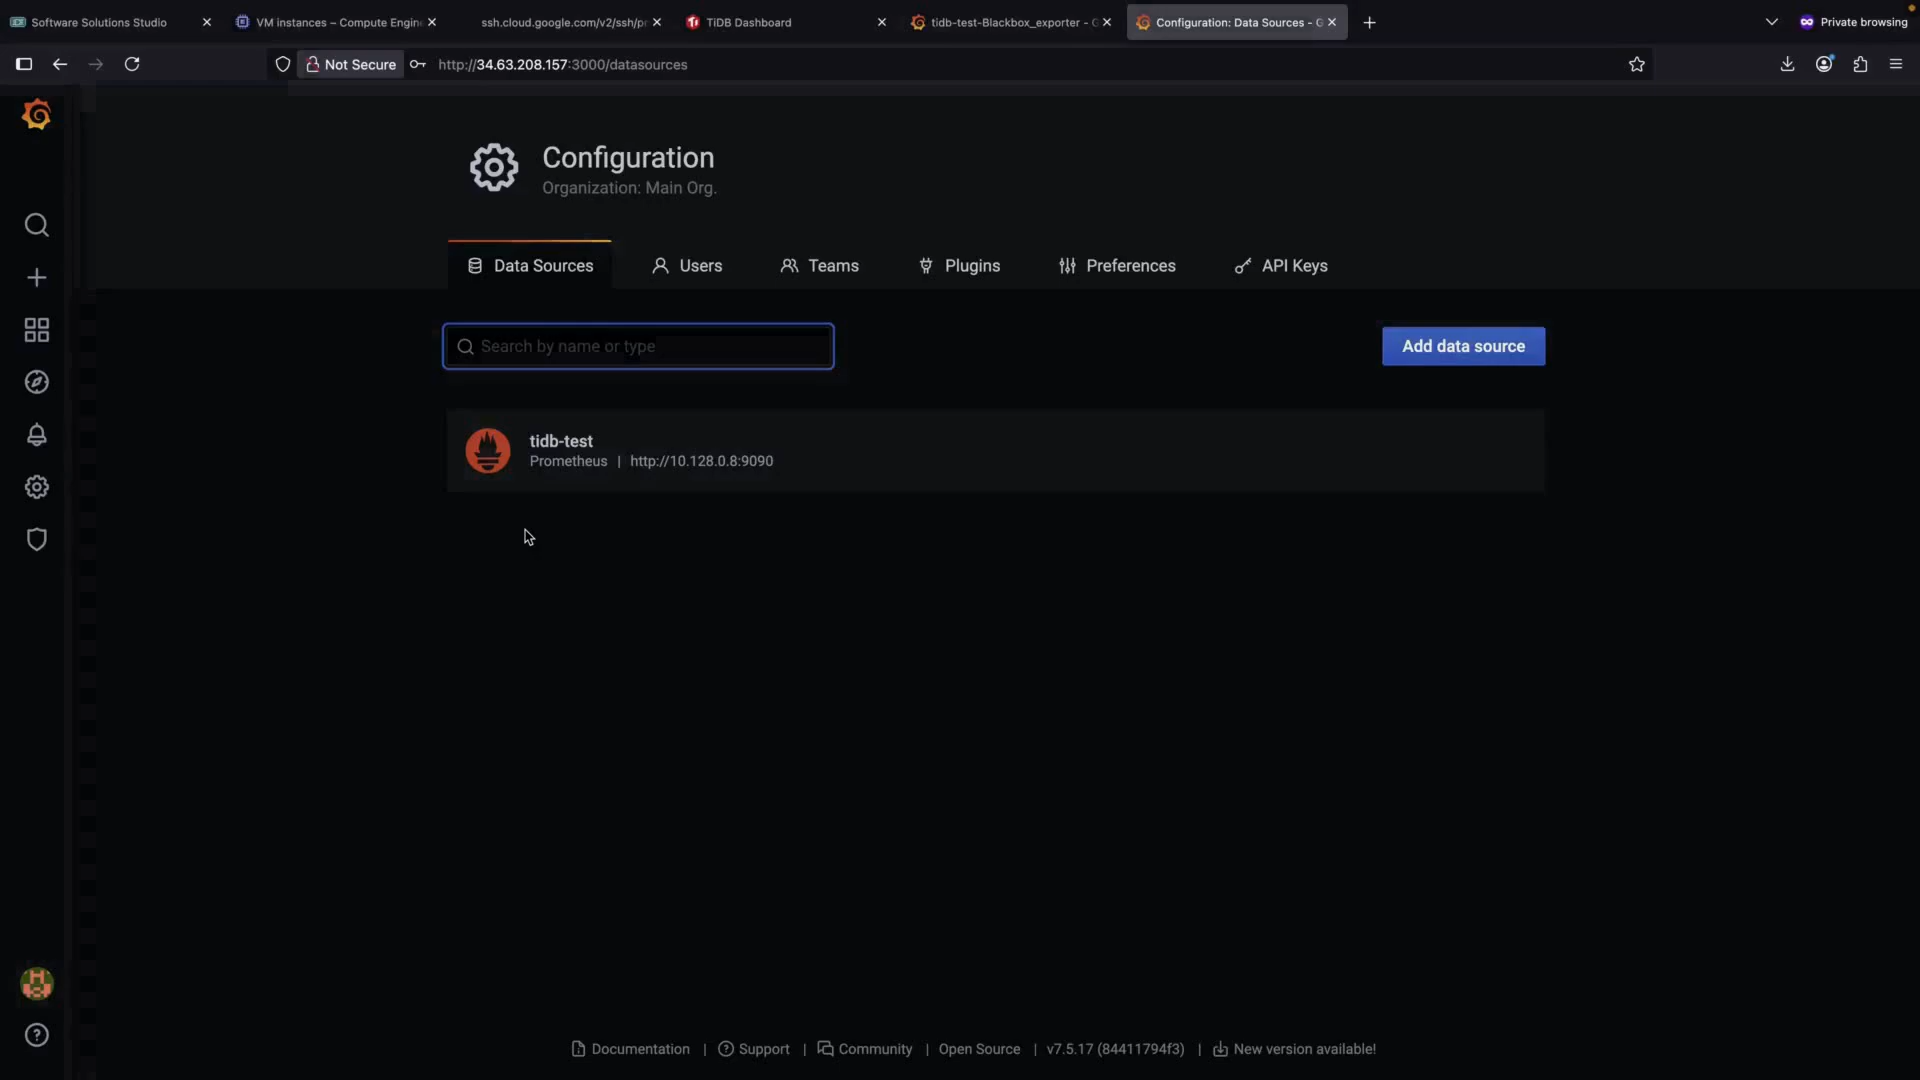 Software Solutions Studio
VM instances – Compute Engin
ssh.cloud.google.com/v2/ssh/pr
TiDB Dashboard
tidb-test-Blackbox_exporter - G
Configuration: Data Sources - G
Private browsing
Not Secure
http://34.63.208.157:3000/datasources
Configuration
Organization: Main Org.
Data Sources
Users
Teams
Plugins
Preferences
API Keys
Search by name or type
Add data source
tidb-test
Prometheus | http://10.128.0.8:9090
Documentation | Support | Community | Open Source | v7.5.17 (84411794f3) | New version available!